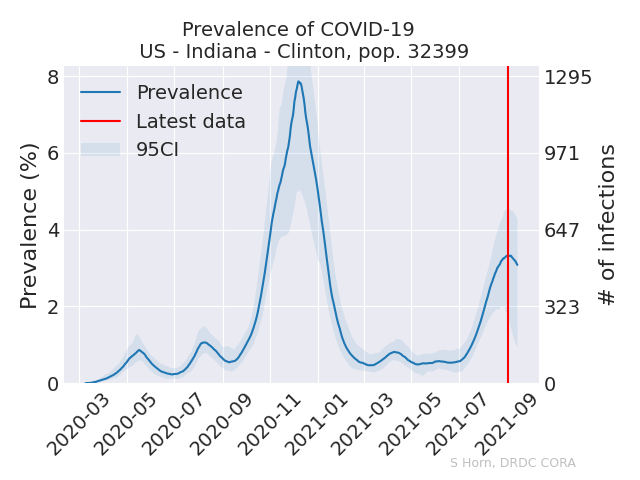 Prevalence of COVID-19
US - Indiana - Clinton, pop. 32399
Prevalence
Latest data
95CI
Prevalence (%)
8
6
4
2
0
1295
971
647
323
0
# of infections
2020-03
2020-05
2020-07
2020-09
2020-11
2021-01
2021-03
2021-05
2021-07
2021-09
S Horn, DRDC CORA